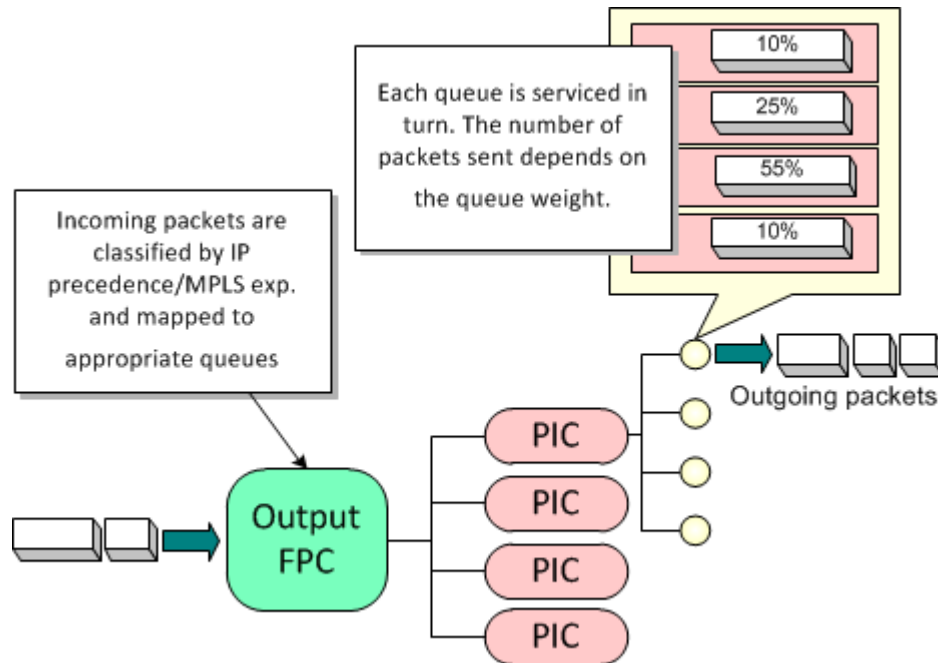 10%
25%
55%
10%
Each queue is serviced in
turn. The number of
packets sent depends on
the queue weight.
Incoming packets are
classified by IP
precedence/MPLS exp.
and mapped to
appropriate queues
Outgoing packets
PIC
PIC
PIC
PIC
Output
FPC